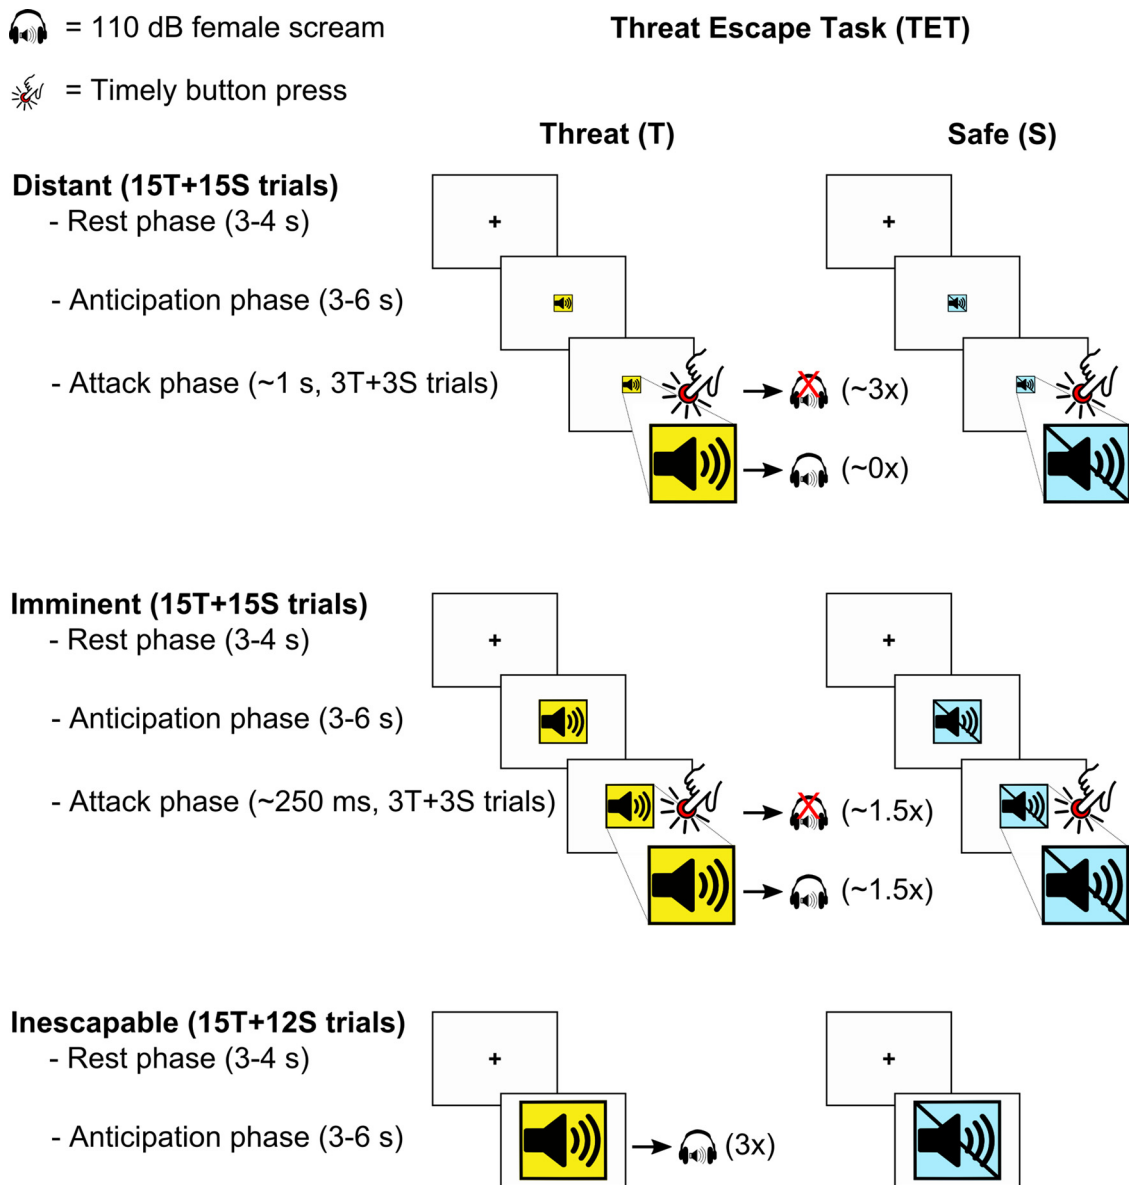 = 110 dB female scream
Threat Escape Task (TET)
= Timely button press
Threat (T)
Safe (S)
Distant (15T+15S trials)
- Rest phase (3-4 s)
+
+
- Anticipation phase (3-6 s)
- Attack phase (~1 s, 3T+3S trials)
(~3x)
(~0x)
Imminent (15T+15S trials)
- Rest phase (3-4 s)
+
+
- Anticipation phase (3-6 s)
- Attack phase (~250 ms, 3T+3S trials)
(~1.5x)
(~1.5x)
Inescapable (15T+12S trials)
- Rest phase (3-4 s)
+
+
- Anticipation phase (3-6 s)
(3x)